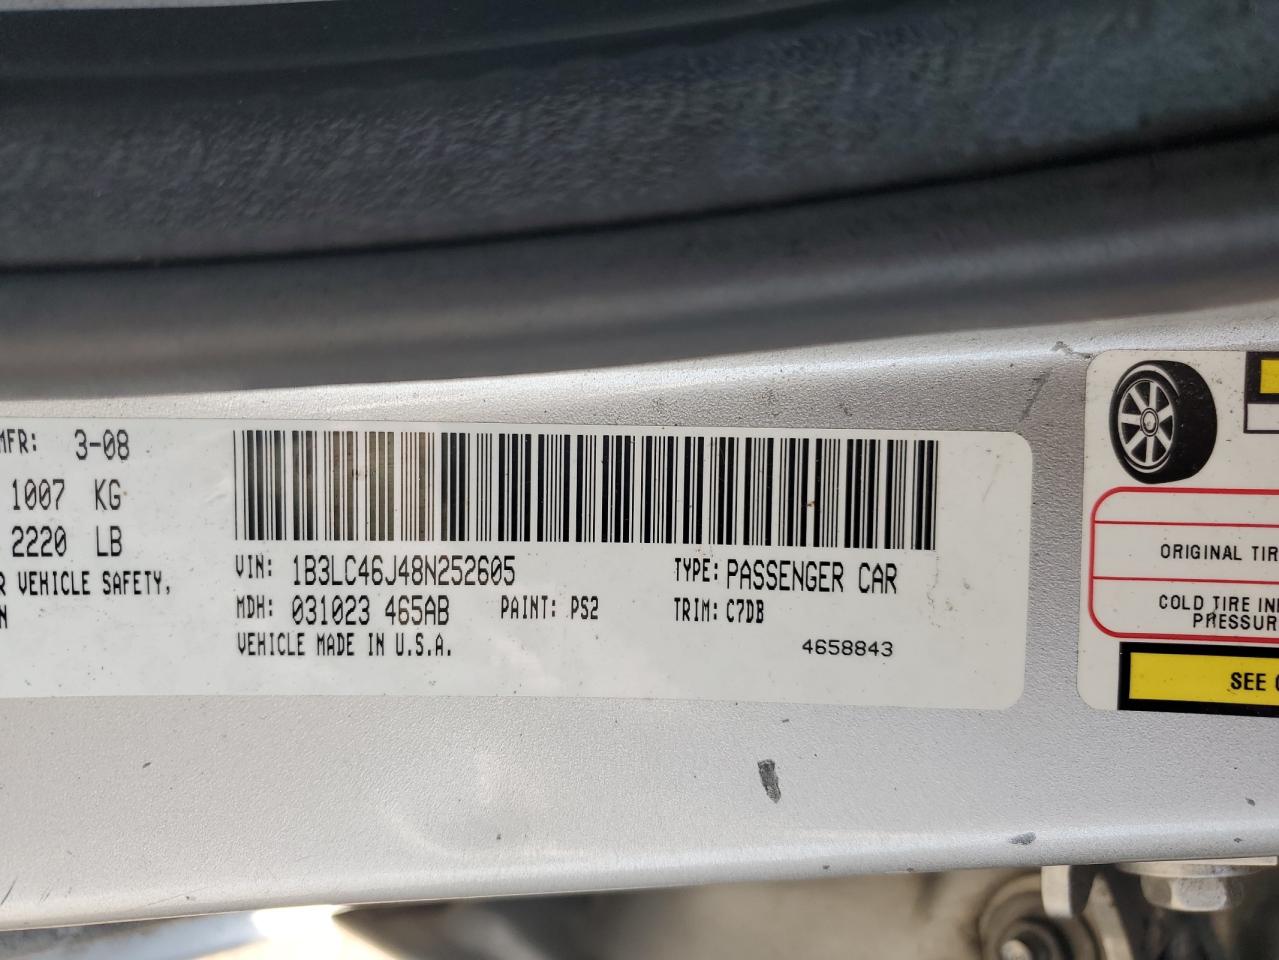 MFR: 3-08
1007 KG
2220 LB
VEHICLE SAFETY,
VIN: 1B3LC46J48N252605 TYPE: PASSENGER CAR
MDH: 031023 465AB PAINT: PS2 TRIM: C7DB
VEHICLE MADE IN U.S.A. 4658843
ORIGINAL TIR
COLD TIRE IN
PRESSUR
SEE